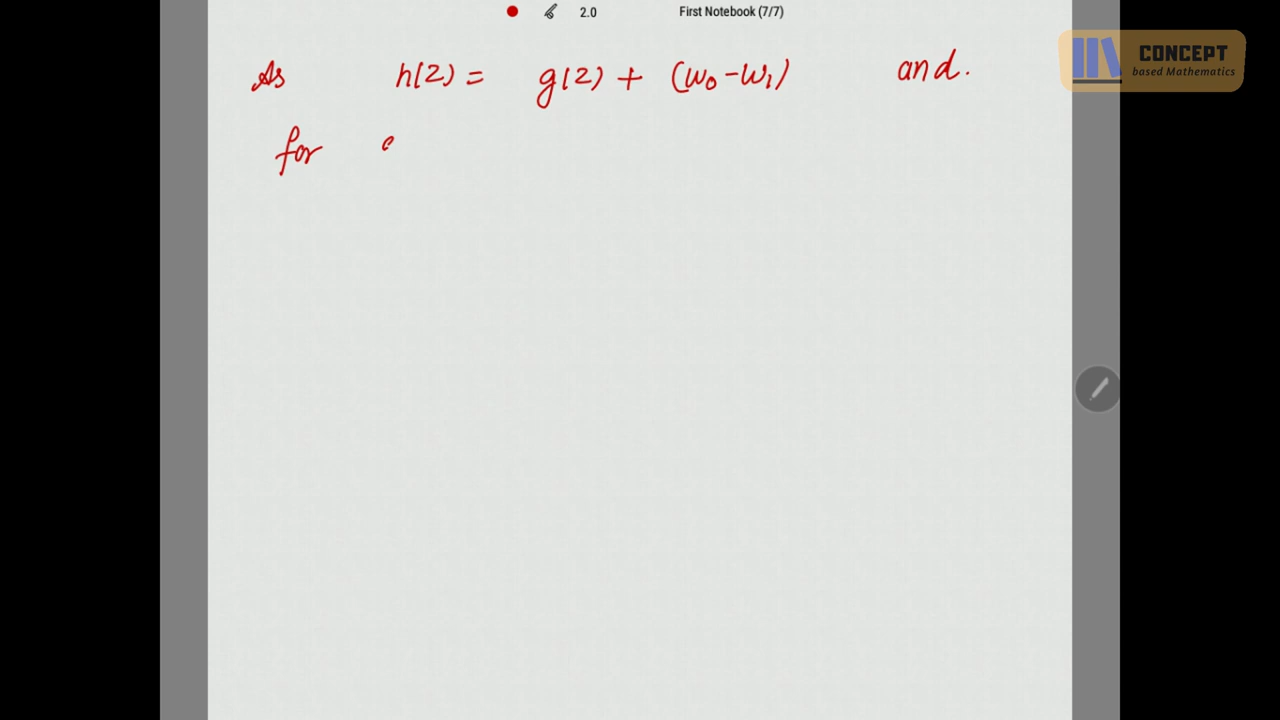 2.0 First Notebook (7/7)
CONCEPT
based Mathematics
As h(z) = g(z) + (w₀ - w₁) and.
for